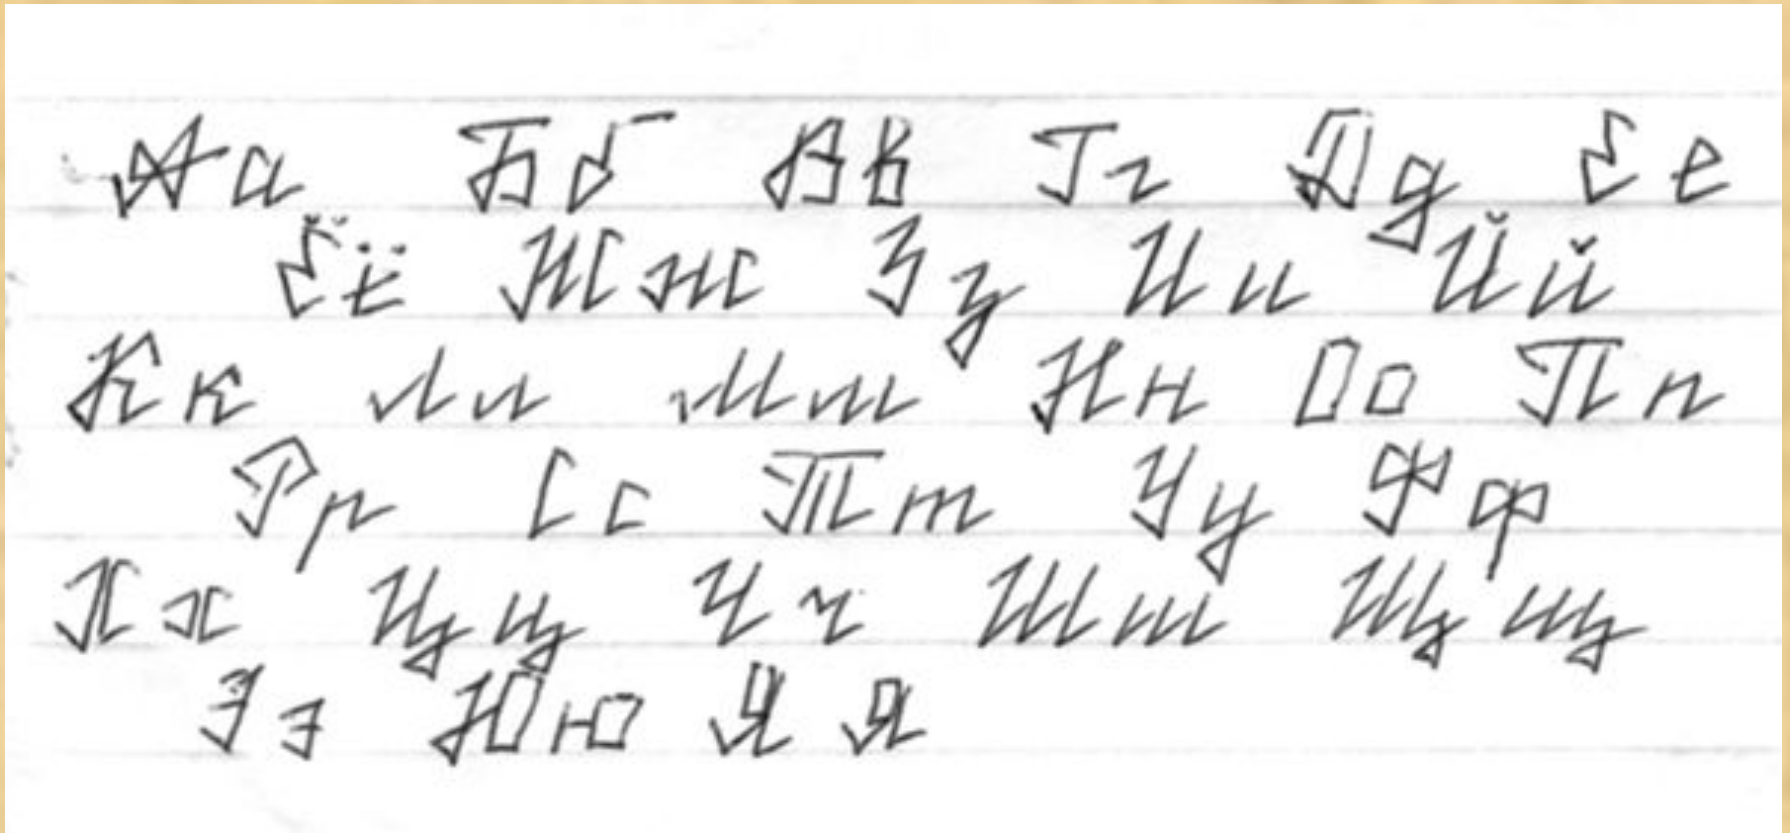 Аа Бб Вв Гг Дд Ее
Ёё Жж Зз Ии Йй
Кк Лл Мм Нн Оо Пп
Рр Сс Тт Уу Фф
Хх Цц Чч Шш Щщ
Ээ Юю Яя